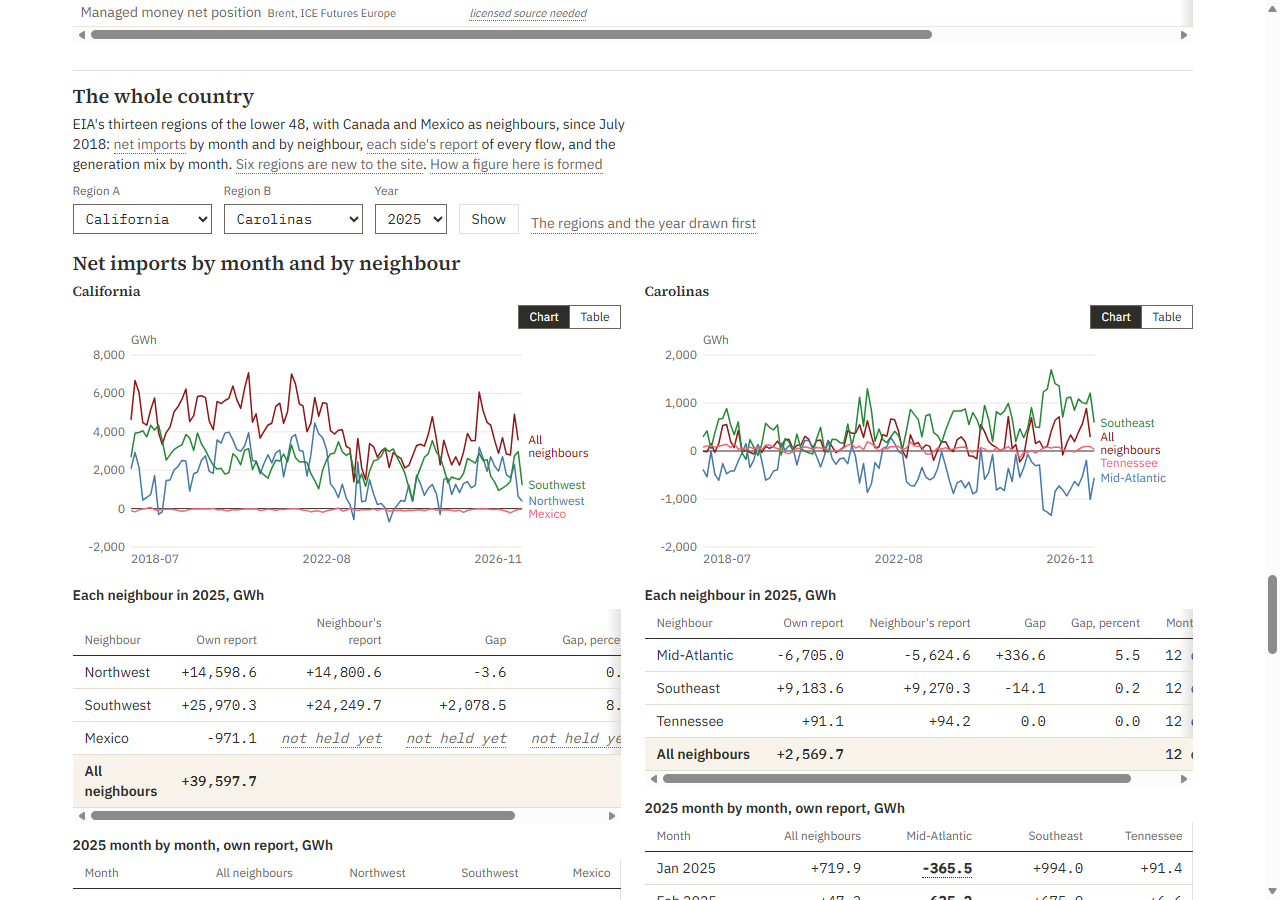 Managed money net position Brent, ICE Futures Europe licensed source needed
The whole country
EIA's thirteen regions of the lower 48, with Canada and Mexico as neighbours, since July
2018: net imports by month and by neighbour, each side's report of every flow, and the
generation mix by month. Six regions are new to the site. How a figure here is formed
Region A Region B Year
California Carolinas 2025 Show The regions and the year drawn first
Net imports by month and by neighbour
California
Chart Table
GWh
8,000
6,000
4,000
2,000
0
-2,000
2018-07 2022-08 2026-11
All
neighbours
Southwest
Northwest
Mexico
Carolinas
Chart Table
GWh
2,000
1,000
0
-1,000
-2,000
2018-07 2022-08 2026-11
Southeast
All
neighbours
Tennessee
Mid-Atlantic
Each neighbour in 2025, GWh
Neighbour Own report Neighbour's report Gap Gap, perce
Northwest +14,598.6 +14,800.6 -3.6 0.
Southwest +25,970.3 +24,249.7 +2,078.5 8.
Mexico -971.1 not held yet not held yet not held ye
All neighbours +39,597.7
2025 month by month, own report, GWh
Month All neighbours Northwest Southwest Mexico
Each neighbour in 2025, GWh
Neighbour Own report Neighbour's report Gap Gap, percent Mont
Mid-Atlantic -6,705.0 -5,624.6 +336.6 5.5 12
Southeast +9,183.6 +9,270.3 -14.1 0.2 12
Tennessee +91.1 +94.2 0.0 0.0 12
All neighbours +2,569.7 12
2025 month by month, own report, GWh
Month All neighbours Mid-Atlantic Southeast Tennessee
Jan 2025 +719.9 -365.5 +994.0 +91.4